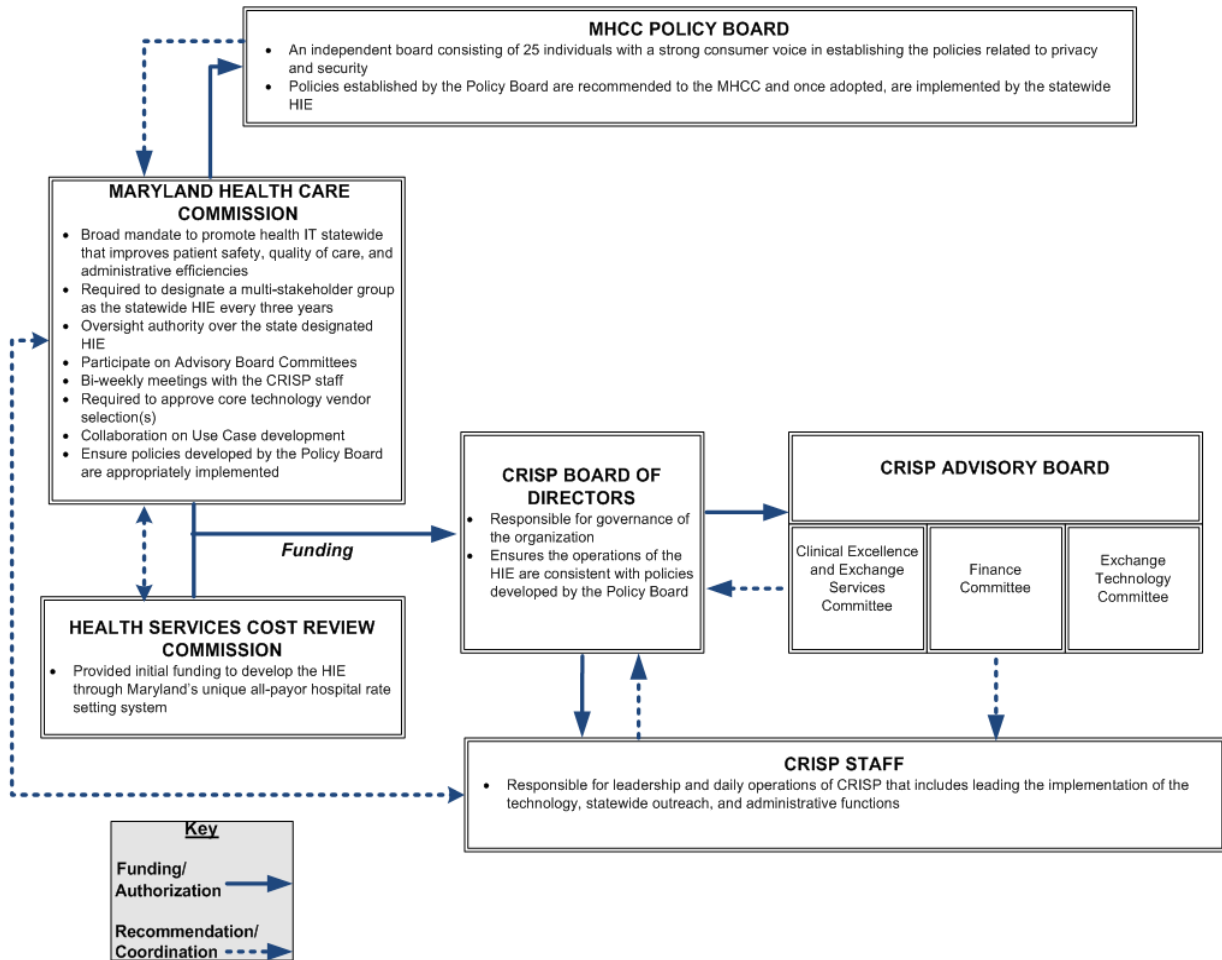 MHCC POLICY BOARD
• An independent board consisting of 25 individuals with a strong consumer voice in establishing the policies related to privacy
and security
• Policies established by the Policy Board are recommended to the MHCC and once adopted, are implemented by the statewide
HIE
MARYLAND HEALTH CARE
COMMISSION
• Broad mandate to promote health IT statewide
that improves patient safety, quality of care, and
administrative efficiencies
• Required to designate a multi-stakeholder group
as the statewide HIE every three years
• Oversight authority over the state designated
HIE
• Participate on Advisory Board Committees
• Bi-weekly meetings with the CRISP staff
• Required to approve core technology vendor
selection(s)
• Collaboration on Use Case development
• Ensure policies developed by the Policy Board
are appropriately implemented
Funding
HEALTH SERVICES COST REVIEW
COMMISSION
• Provided initial funding to develop the HIE
through Maryland's unique all-payor hospital rate
setting system
CRISP BOARD OF
DIRECTORS
• Responsible for governance of
the organization
• Ensures the operations of the
HIE are consistent with policies
developed by the Policy Board
CRISP ADVISORY BOARD
Clinical Excellence
and Exchange
Services
Committee
Finance
Committee
Exchange
Technology
Committee
CRISP STAFF
• Responsible for leadership and daily operations of CRISP that includes leading the implementation of the
technology, statewide outreach, and administrative functions
Key
Funding/
Authorization
Recommendation/
Coordination